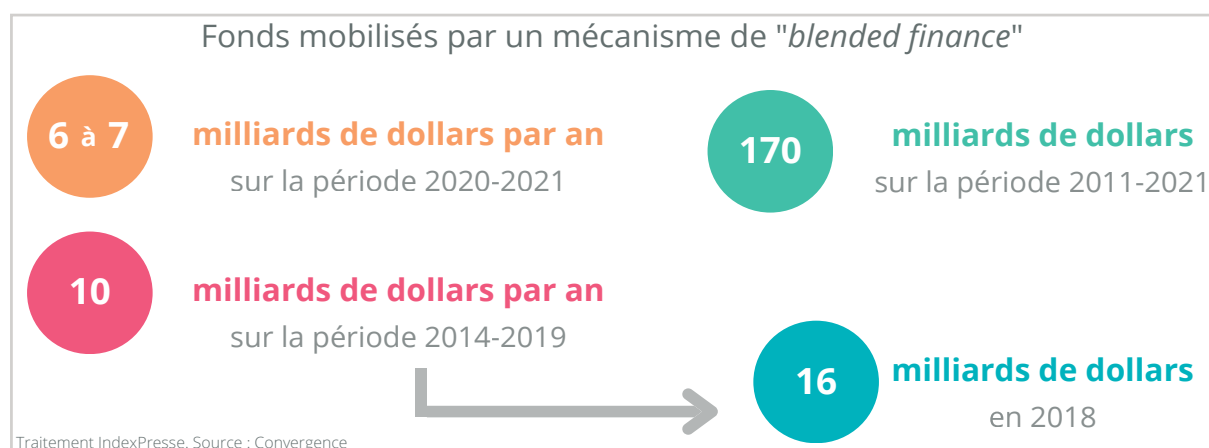 Fonds mobilisés par un mécanisme de "blended finance"
6 à 7
milliards de dollars par an
sur la période 2020-2021
170
milliards de dollars
sur la période 2011-2021
10
milliards de dollars par an
sur la période 2014-2019
16
milliards de dollars
en 2018
Traitement IndexPresse. Source : Convergence